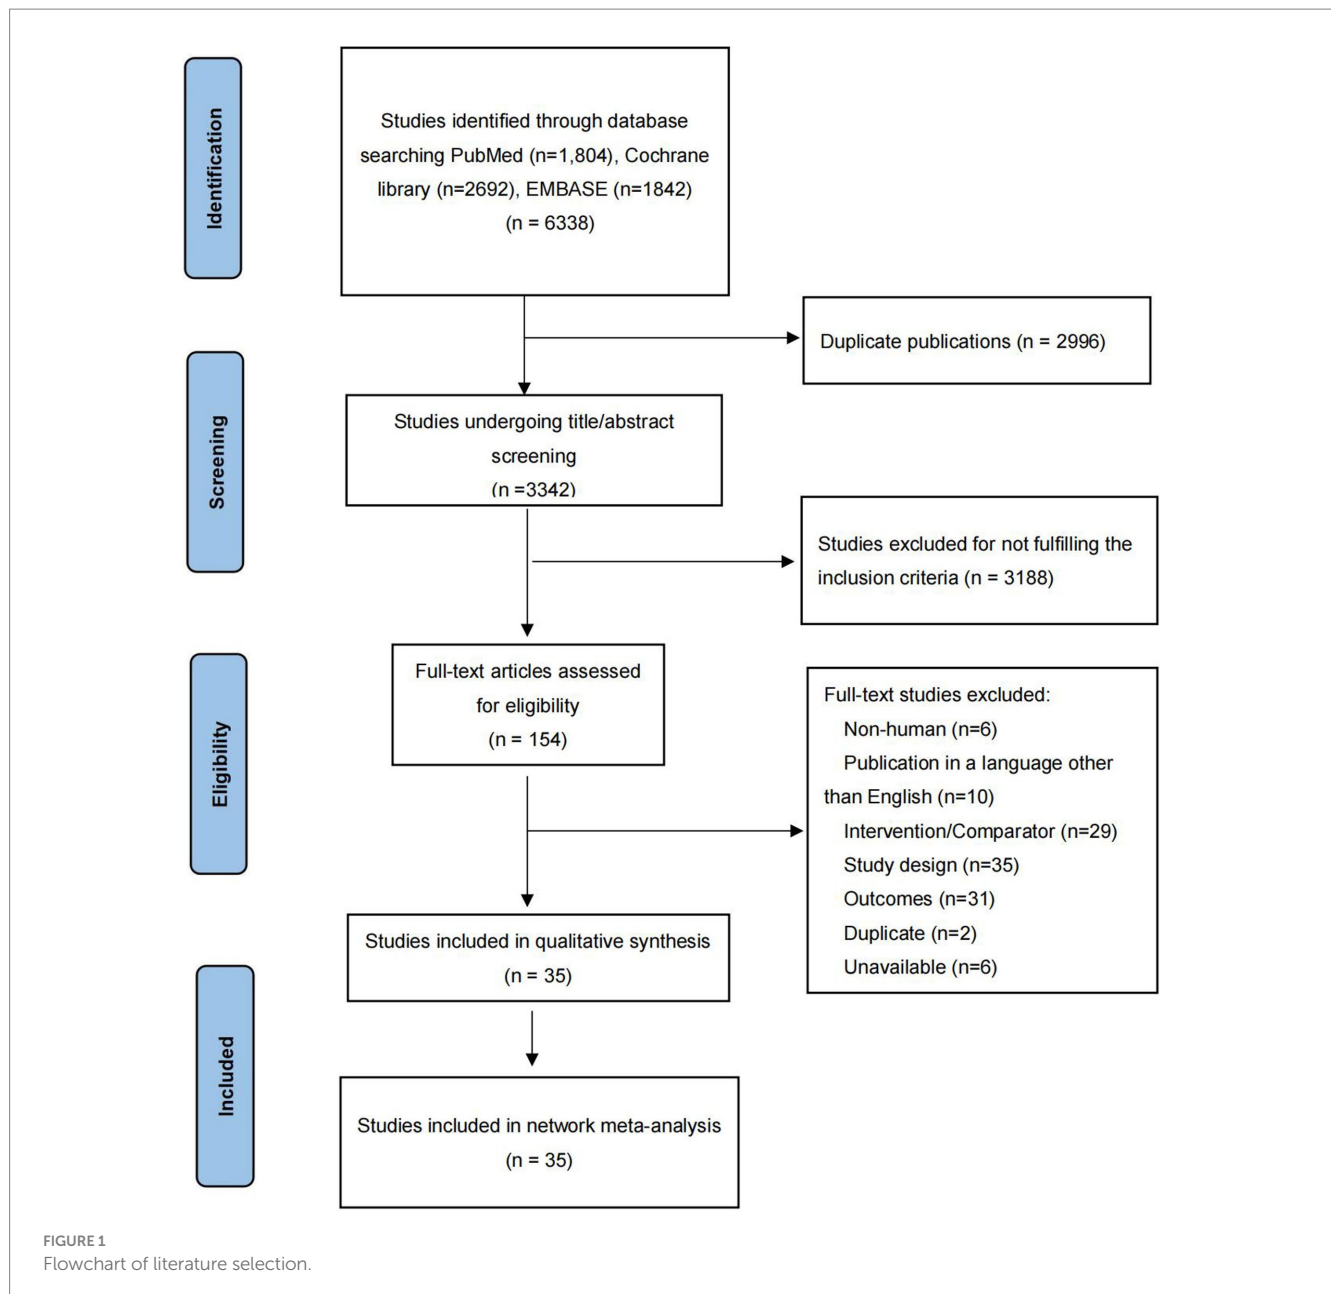 Identification
Studies identified through database
searching PubMed (n=1,804), Cochrane
library (n=2692), EMBASE (n=1842)
(n = 6338)
Duplicate publications (n = 2996)
Screening
Studies undergoing title/abstract
screening
(n =3342)
Studies excluded for not fulfilling the
inclusion criteria (n = 3188)
Eligibility
Full-text articles assessed
for eligibility
(n = 154)
Full-text studies excluded:
Non-human (n=6)
Publication in a language other
than English (n=10)
Intervention/Comparator (n=29)
Study design (n=35)
Outcomes (n=31)
Duplicate (n=2)
Unavailable (n=6)
Studies included in qualitative synthesis
(n = 35)
Included
Studies included in network meta-analysis
(n = 35)
FIGURE 1
Flowchart of literature selection.